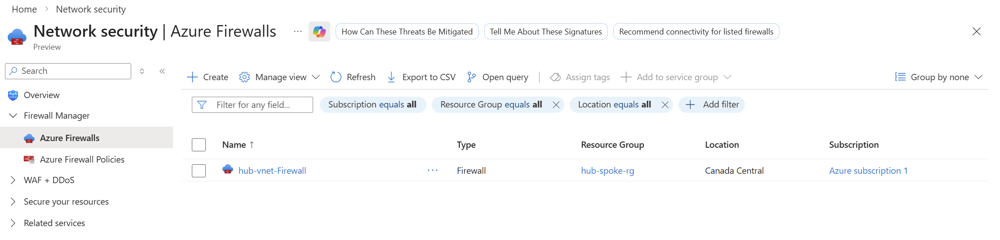 Home > Network security
Network security | Azure Firewalls ...
Preview
How Can These Threats Be Mitigated
Tell Me About These Signatures
Recommend connectivity for listed firewalls
Search
Overview
Firewall Manager
Azure Firewalls
Azure Firewall Policies
WAF + DDoS
Secure your resources
Related services
Create Manage view Refresh Export to CSV Open query | Assign tags Add to service group Group by none
Filter for any field... Subscription equals all Resource Group equals all Location equals all Add filter
Name ↑ Type Resource Group Location Subscription
hub-vnet-Firewall ... Firewall hub-spoke-rg Canada Central Azure subscription 1